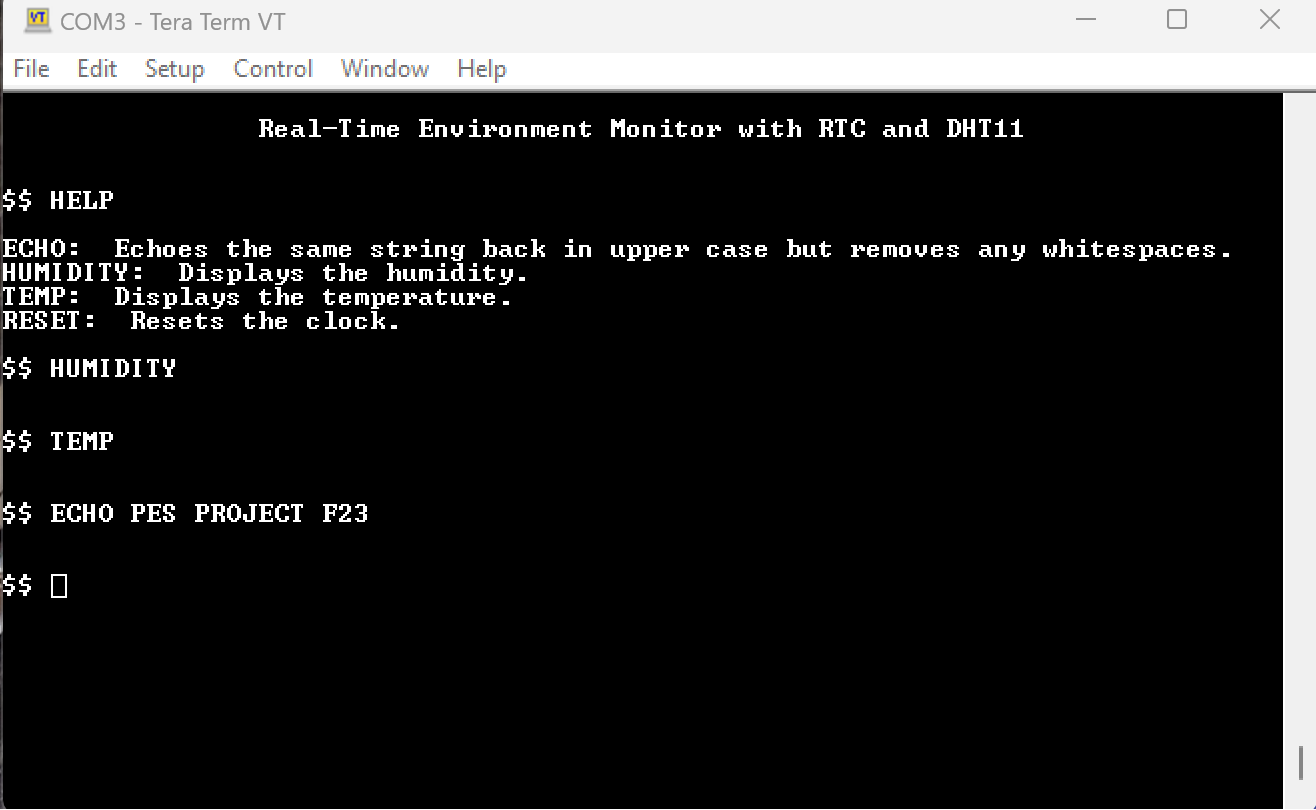 COM3 - Tera Term VT
File Edit Setup Control Window Help
Real-Time Environment Monitor with RTC and DHT11
$$ HELP
ECHO:  Echoes the same string back in upper case but removes any whitespaces.
HUMIDITY:  Displays the humidity.
TEMP:  Displays the temperature.
RESET:  Resets the clock.
$$ HUMIDITY
$$ TEMP
$$ ECHO PES PROJECT F23
$$